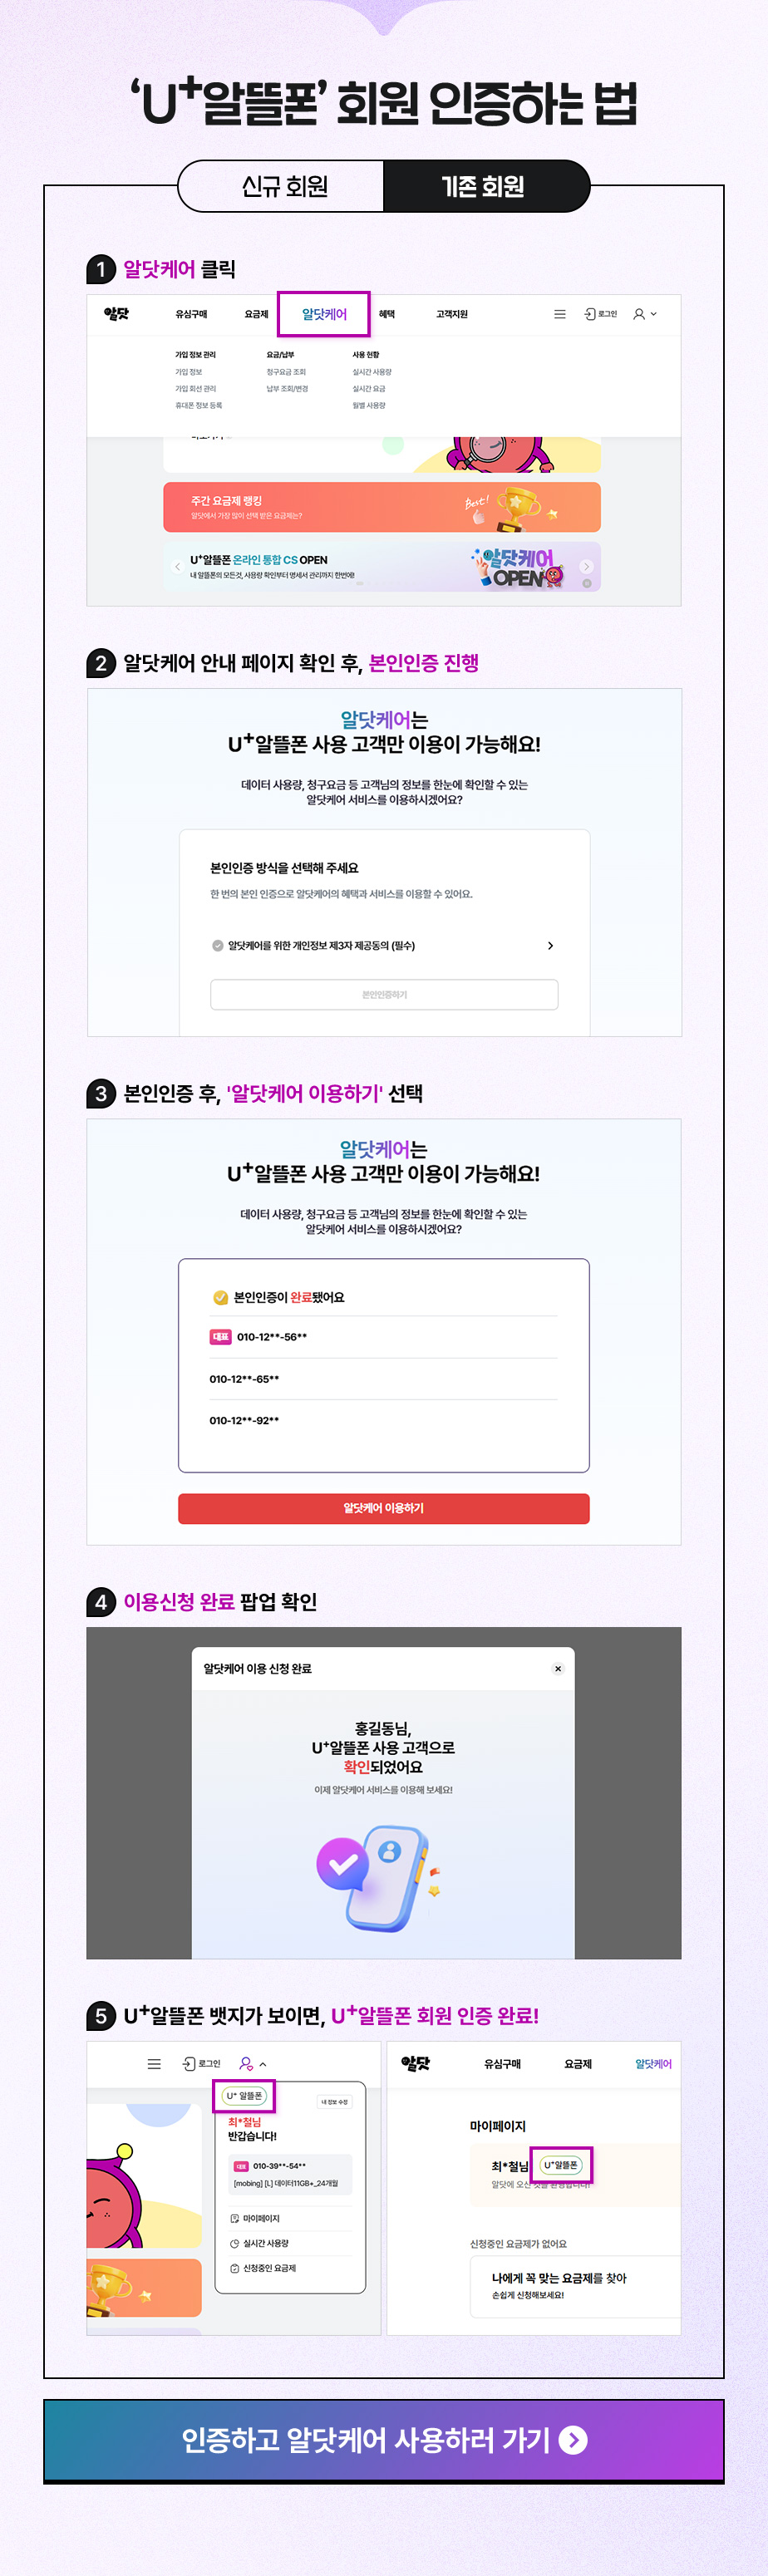 ‘U⁺알뜰폰’ 회원 인증하는 법
신규 회원
기존 회원
1 알닷케어 클릭
알닷
유심구매
요금제
알닷케어
혜택
고객지원
로그인
가입 정보 관리
요금/납부
사용 현황
가입 정보
청구요금 조회
실시간 사용량
가입 회선 관리
납부 조회/변경
실시간 요금
휴대폰 정보 등록
월별 사용량
주간 요금제 랭킹
알닷에서 가장 많이 선택 받은 요금제는?
Best!
U⁺알뜰폰 온라인 통합 CS OPEN
내 알뜰폰의 모든것, 사용량 확인부터 명세서 관리까지 한번에!
알닷케어
OPEN
2 알닷케어 안내 페이지 확인 후, 본인인증 진행
알닷케어는
U⁺알뜰폰 사용 고객만 이용이 가능해요!
데이터 사용량, 청구요금 등 고객님의 정보를 한눈에 확인할 수 있는
알닷케어 서비스를 이용하시겠어요?
본인인증 방식을 선택해 주세요
한 번의 본인 인증으로 알닷케어의 혜택과 서비스를 이용할 수 있어요.
알닷케어를 위한 개인정보 제3자 제공동의 (필수)
본인인증하기
3 본인인증 후, '알닷케어 이용하기' 선택
알닷케어는
U⁺알뜰폰 사용 고객만 이용이 가능해요!
데이터 사용량, 청구요금 등 고객님의 정보를 한눈에 확인할 수 있는
알닷케어 서비스를 이용하시겠어요?
본인인증이 완료됐어요
대표 010-12**-56**
010-12**-65**
010-12**-92**
알닷케어 이용하기
4 이용신청 완료 팝업 확인
알닷케어 이용 신청 완료
홍길동님,
U⁺알뜰폰 사용 고객으로
확인되었어요
이제 알닷케어 서비스를 이용해 보세요!
5 U⁺알뜰폰 뱃지가 보이면, U⁺알뜰폰 회원 인증 완료!
로그인
U⁺ 알뜰폰
내 정보 수정
최*철님
반갑습니다!
대표 010-39**-54**
[mobing] [L] 데이터11GB+_24개월
마이페이지
실시간 사용량
신청중인 요금제
알닷
유심구매
요금제
알닷케어
마이페이지
최*철님 U⁺알뜰폰
알닷에 오신 것을 환영합니다!
신청중인 요금제가 없어요
나에게 꼭 맞는 요금제를 찾아
손쉽게 신청해보세요!
인증하고 알닷케어 사용하러 가기